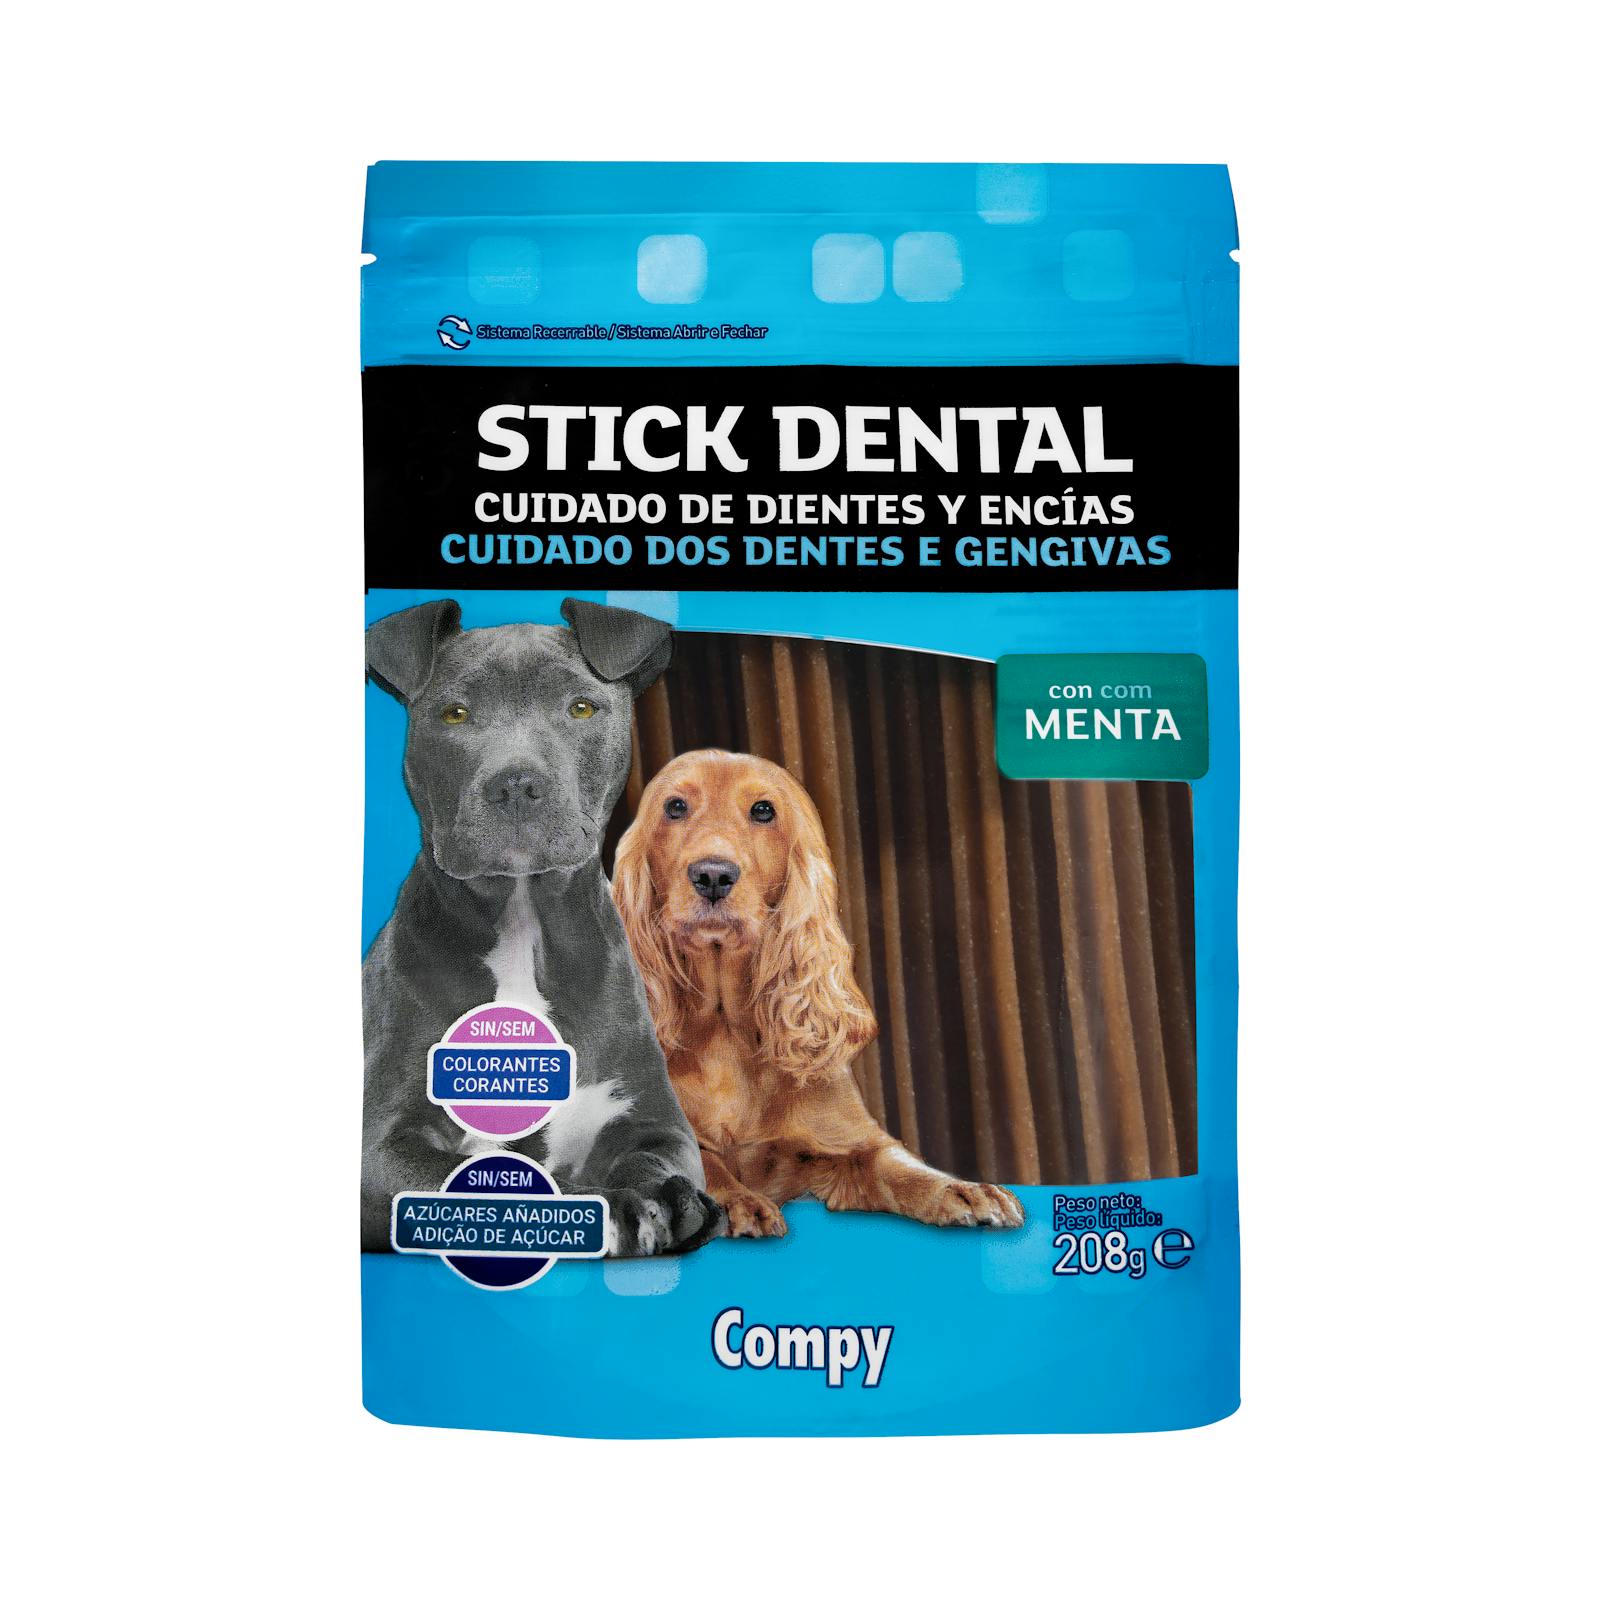 Sistema Recerrable / Sistema Abrir e Fechar
STICK DENTAL
CUIDADO DE DIENTES Y ENCÍAS
CUIDADO DOS DENTES E GENGIVAS
con com
MENTA
SIN/SEM
COLORANTES
CORANTES
SIN/SEM
AZÚCARES AÑADIDOS
ADIÇÃO DE AÇÚCAR
Peso neto:
Peso líquido:
208g e
Compy